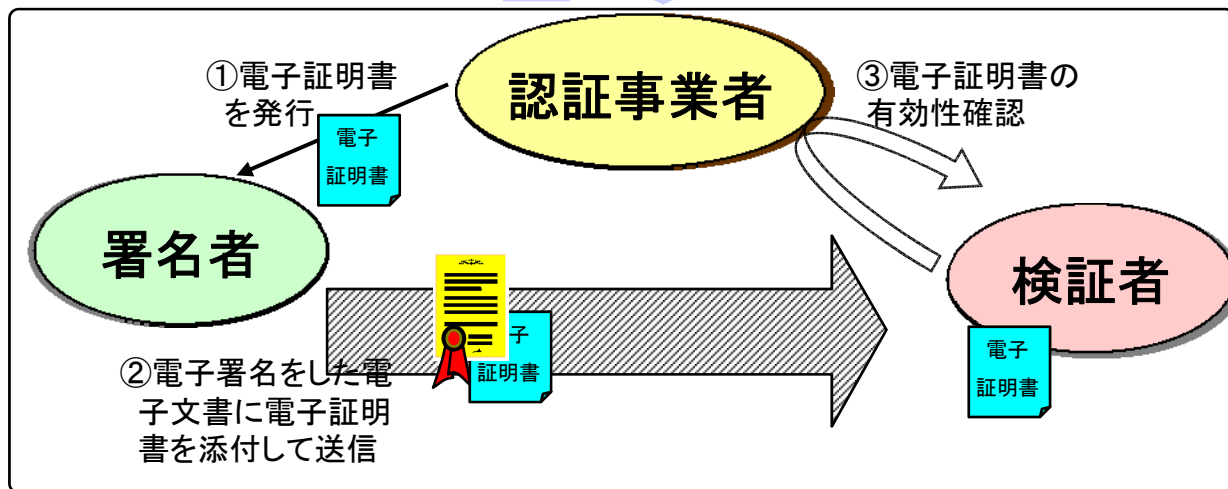 認証事業者
①電子証明書
を発行
電子
証明書
③電子証明書の
有効性確認
署名者
検証者
電子
証明書
子
証明書
②電子署名をした電
子文書に電子証明
書を添付して送信